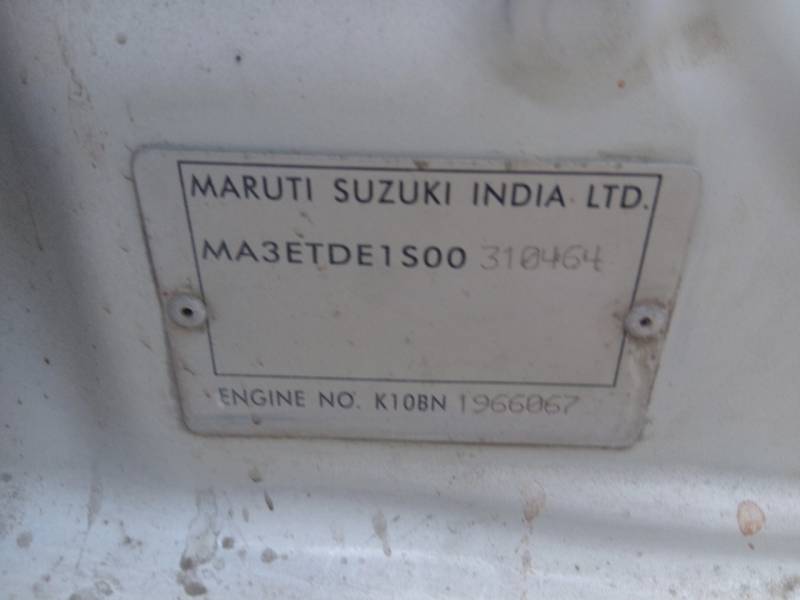 MARUTI SUZUKI INDIA LTD.
MA3ETDE1S00 310464
ENGINE NO. K10BN 1966067